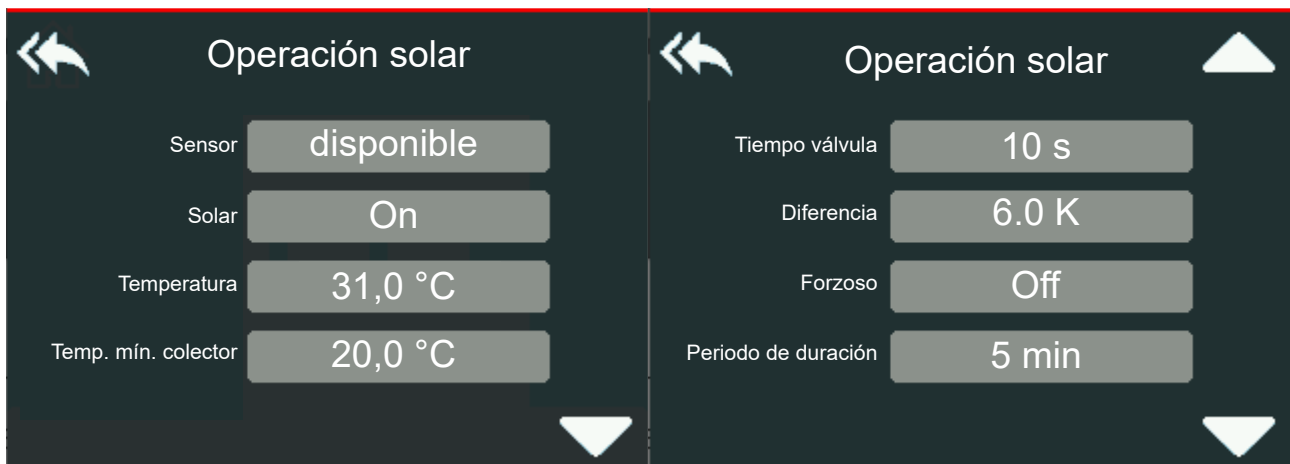 Operación solar
Sensor disponible
Solar On
Temperatura 31,0 °C
Temp. mín. colector 20,0 °C
Operación solar
Tiempo válvula 10 s
Diferencia 6.0 K
Forzoso Off
Periodo de duración 5 min